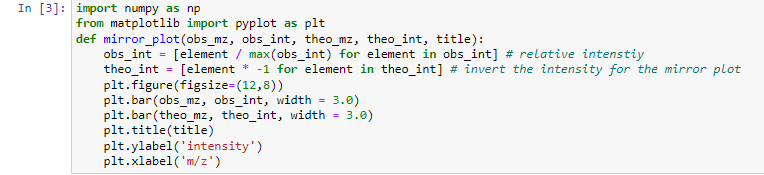 In [3]: import numpy as np
from matplotlib import pyplot as plt
def mirror_plot(obs_mz, obs_int, theo_mz, theo_int, title):
    obs_int = [element / max(obs_int) for element in obs_int] # relative intenstiy
    theo_int = [element * -1 for element in theo_int] # invert the intensity for the mirror plot
    plt.figure(figsize=(12,8))
    plt.bar(obs_mz, obs_int, width = 3.0)
    plt.bar(theo_mz, theo_int, width = 3.0)
    plt.title(title)
    plt.ylabel('intensity')
    plt.xlabel('m/z')